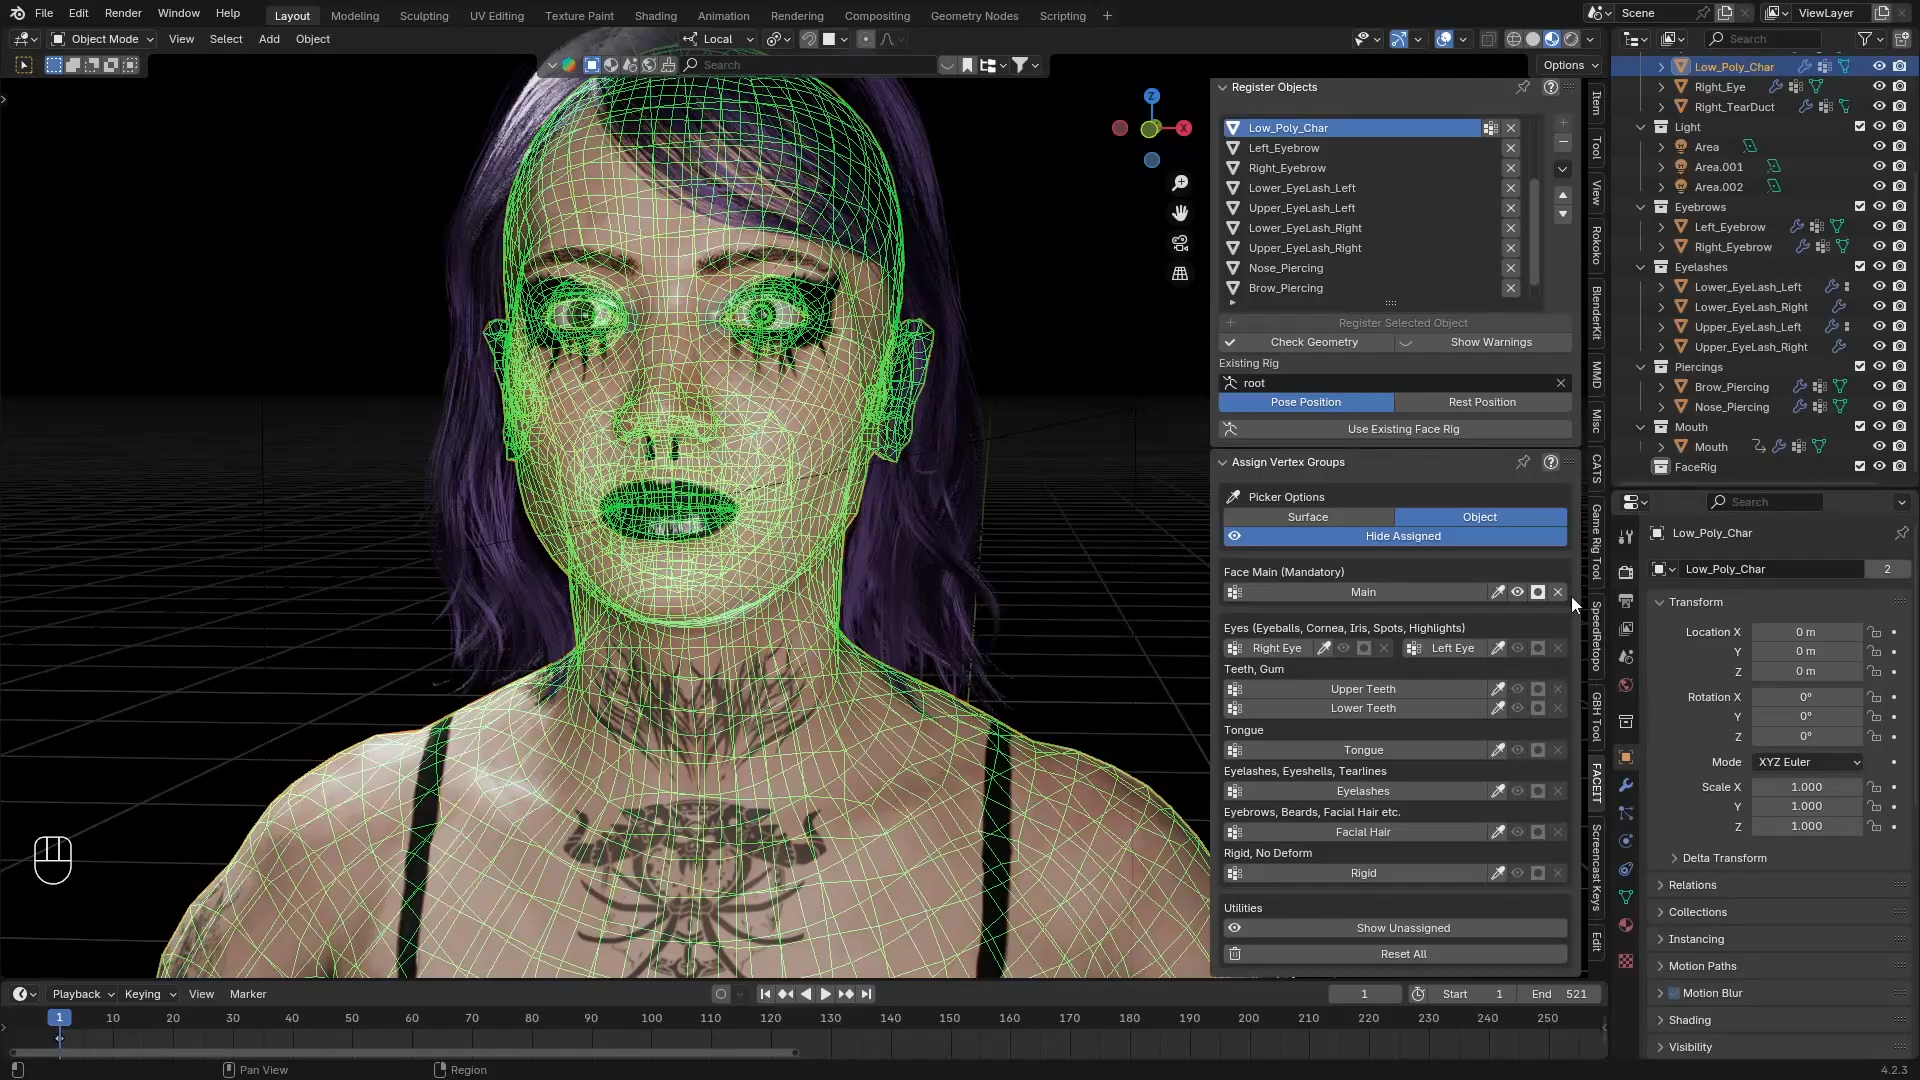 File Edit Render Window Help Layout Modeling Sculpting UV Editing Texture Paint Shading Animation Rendering Compositing Geometry Nodes Scripting + Scene ViewLayer
Object Mode View Select Add Object Local Search
Search Options
Register Objects
Low_Poly_Char
Left_Eyebrow
Right_Eyebrow
Lower_EyeLash_Left
Upper_EyeLash_Left
Lower_EyeLash_Right
Upper_EyeLash_Right
Nose_Piercing
Brow_Piercing
Register Selected Object
Check Geometry Show Warnings
Existing Rig
root
Pose Position Rest Position
Use Existing Face Rig
Assign Vertex Groups
Picker Options
Surface Object
Hide Assigned
Face Main (Mandatory)
Main
Eyes (Eyeballs, Cornea, Iris, Spots, Highlights)
Right Eye Left Eye
Teeth, Gum
Upper Teeth
Lower Teeth
Tongue
Tongue
Eyelashes, Eyeshells, Tearlines
Eyelashes
Eyebrows, Beards, Facial Hair etc.
Facial Hair
Rigid, No Deform
Rigid
Utilities
Show Unassigned
Reset All
Z
X
Item
Tool
View
Rokoko
BlenderKit
MMD
Misc
CATS
Game Rig Tool
SpeedRetopo
GBH Tool
FACEIT
Screencast Keys
Edit
Low_Poly_Char
Right_Eye
Right_TearDuct
Light
Area
Area.001
Area.002
Eyebrows
Left_Eyebrow
Right_Eyebrow
Eyelashes
Lower_EyeLash_Left
Lower_EyeLash_Right
Upper_EyeLash_Left
Upper_EyeLash_Right
Piercings
Brow_Piercing
Nose_Piercing
Mouth
Mouth
FaceRig
Search
Low_Poly_Char
Low_Poly_Char 2
Transform
Location X 0 m
Y 0 m
Z 0 m
Rotation X 0°
Y 0°
Z 0°
Mode XYZ Euler
Scale X 1.000
Y 1.000
Z 1.000
Delta Transform
Relations
Collections
Instancing
Motion Paths
Motion Blur
Shading
Visibility
Playback Keying View Marker 1 Start 1 End 521
1 10 20 30 40 50 60 70 80 90 100 110 120 130 140 150 160 170 180 190 200 210 220 230 240 250
Pan View Region 4.2.3